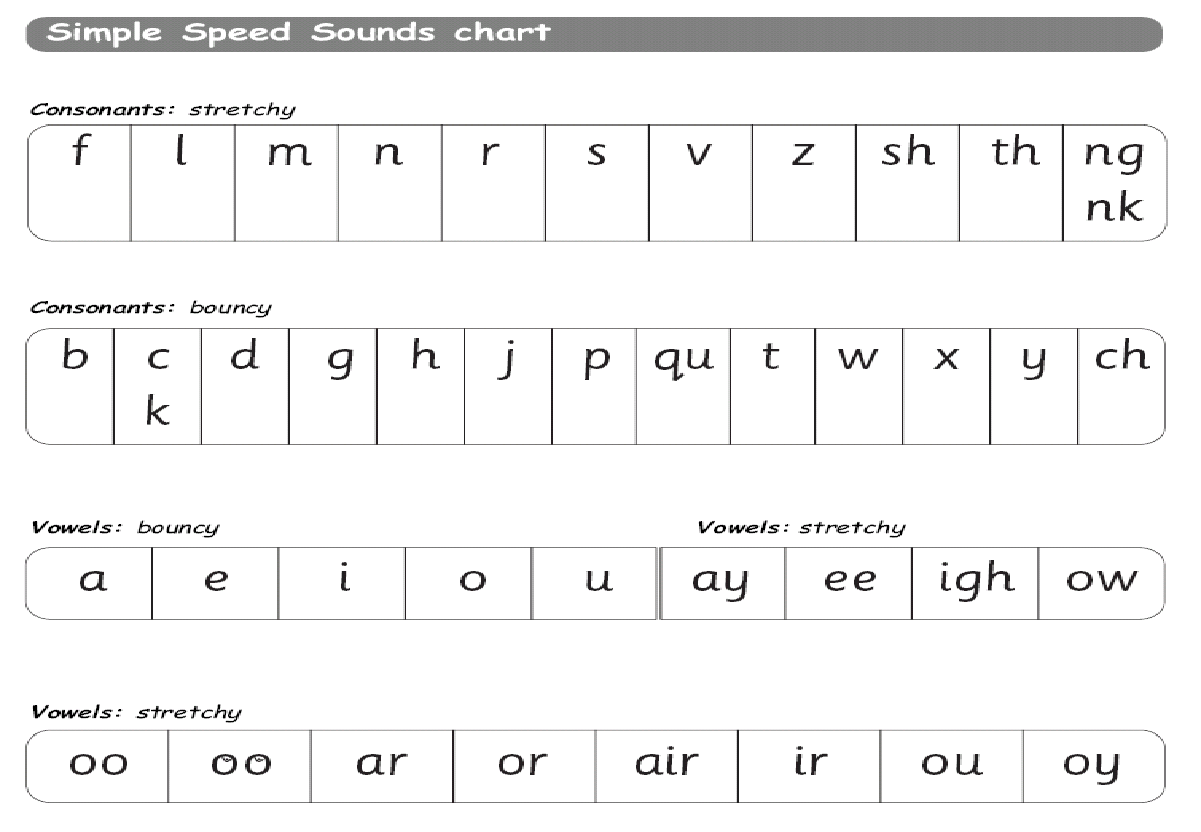 Simple Speed Sounds chart
Consonants: stretchy
f l m n r s v z sh th ng
nk
Consonants: bouncy
b c d g h j p qu t w x y ch
k
Vowels: bouncy Vowels: stretchy
a e i o u ay ee igh ow
Vowels: stretchy
oo oo ar or air ir ou oy